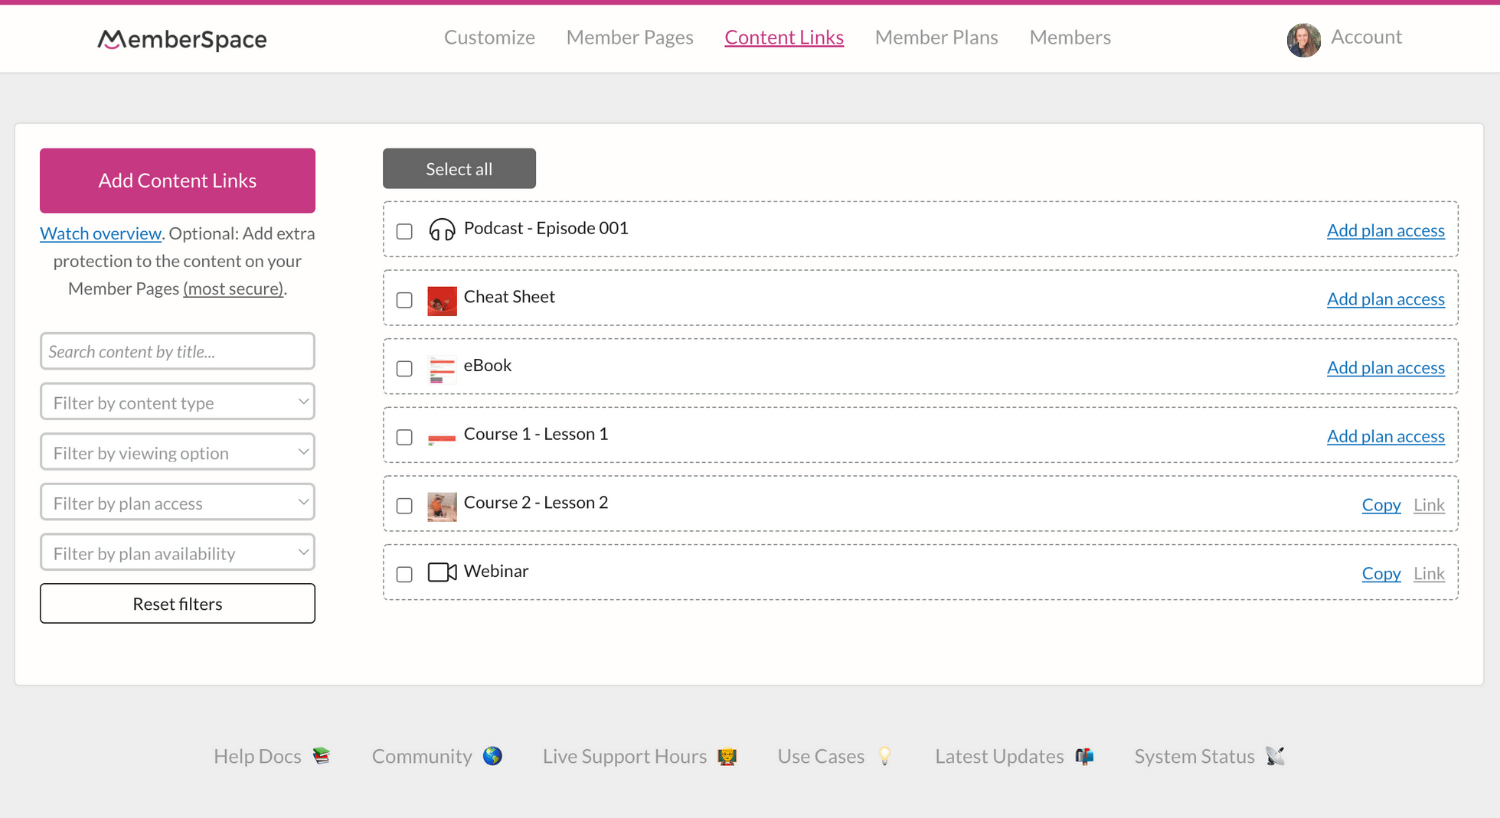 MemberSpace
Customize
Member Pages
Content Links
Member Plans
Members
Account
Add Content Links
Watch overview. Optional: Add extra
protection to the content on your
Member Pages (most secure).
Search content by title...
Filter by content type
Filter by viewing option
Filter by plan access
Filter by plan availability
Reset filters
Select all
Podcast - Episode 001
Add plan access
Cheat Sheet
Add plan access
eBook
Add plan access
Course 1 - Lesson 1
Add plan access
Course 2 - Lesson 2
Copy Link
Webinar
Copy Link
Help Docs
Community
Live Support Hours
Use Cases
Latest Updates
System Status